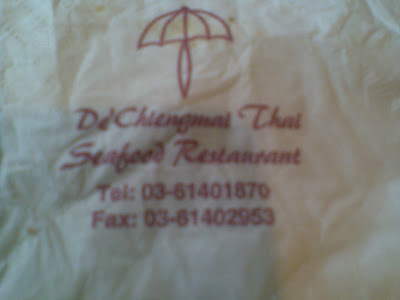 De'Chiengmai Thai
Seafood Restaurant
Tel: 03-61401870
Fax: 03-61402953